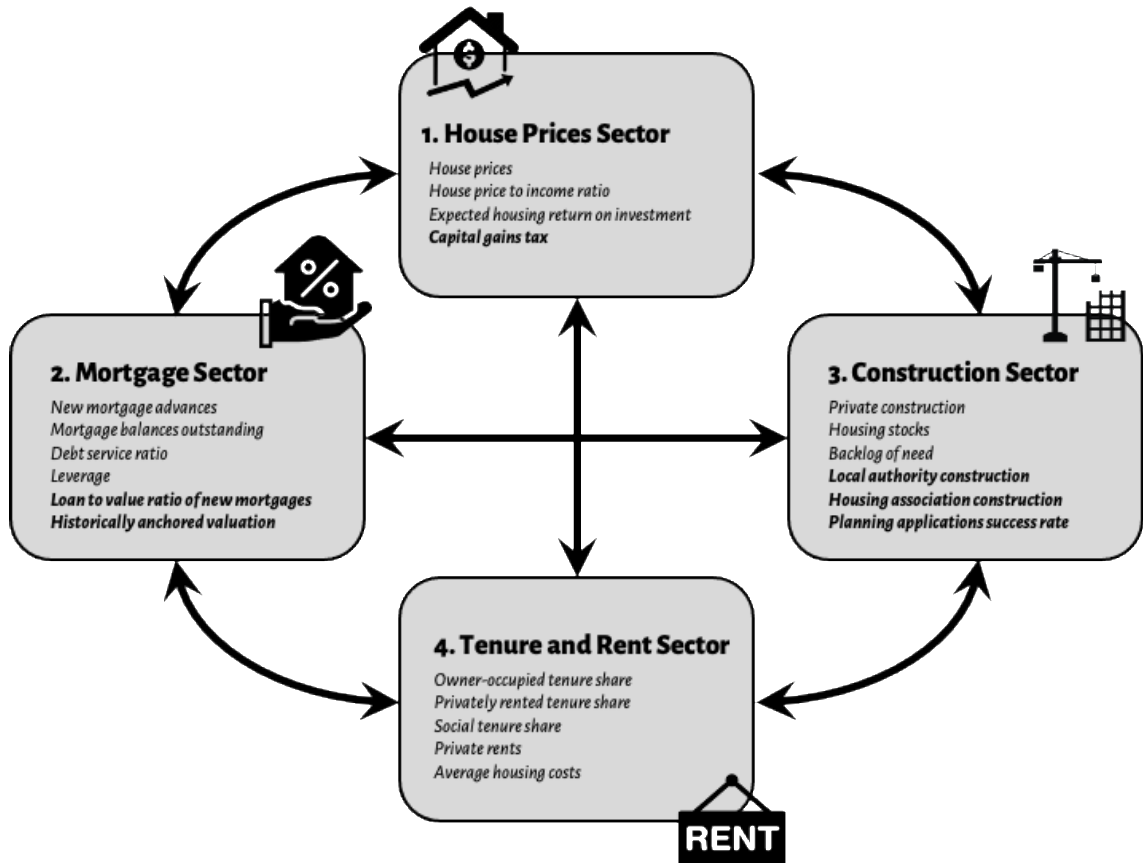 1. House Prices Sector
House prices
House price to income ratio
Expected housing return on investment
Capital gains tax
2. Mortgage Sector
New mortgage advances
Mortgage balances outstanding
Debt service ratio
Leverage
Loan to value ratio of new mortgages
Historically anchored valuation
3. Construction Sector
Private construction
Housing stocks
Backlog of need
Local authority construction
Housing association construction
Planning applications success rate
4. Tenure and Rent Sector
Owner-occupied tenure share
Privately rented tenure share
Social tenure share
Private rents
Average housing costs
RENT